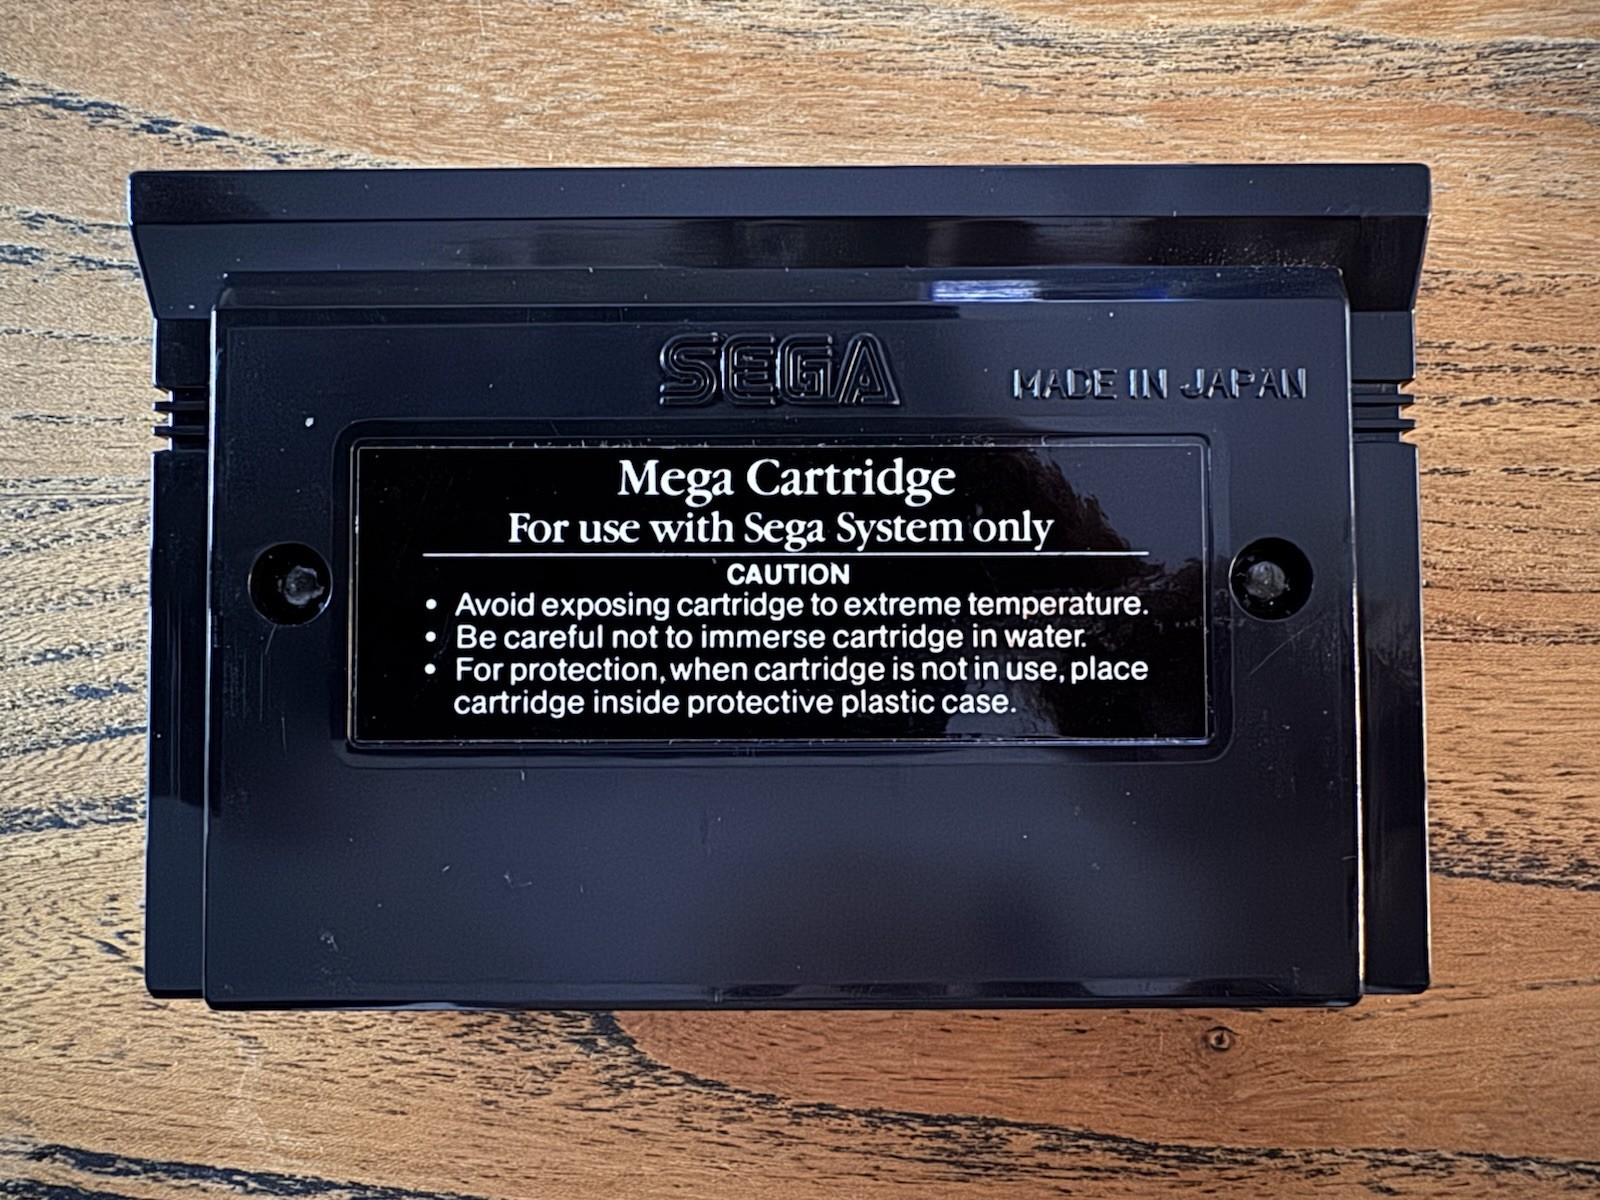 SEGA
MADE IN JAPAN
Mega Cartridge
For use with Sega System only
CAUTION
• Avoid exposing cartridge to extreme temperature.
• Be careful not to immerse cartridge in water.
• For protection, when cartridge is not in use, place
cartridge inside protective plastic case.